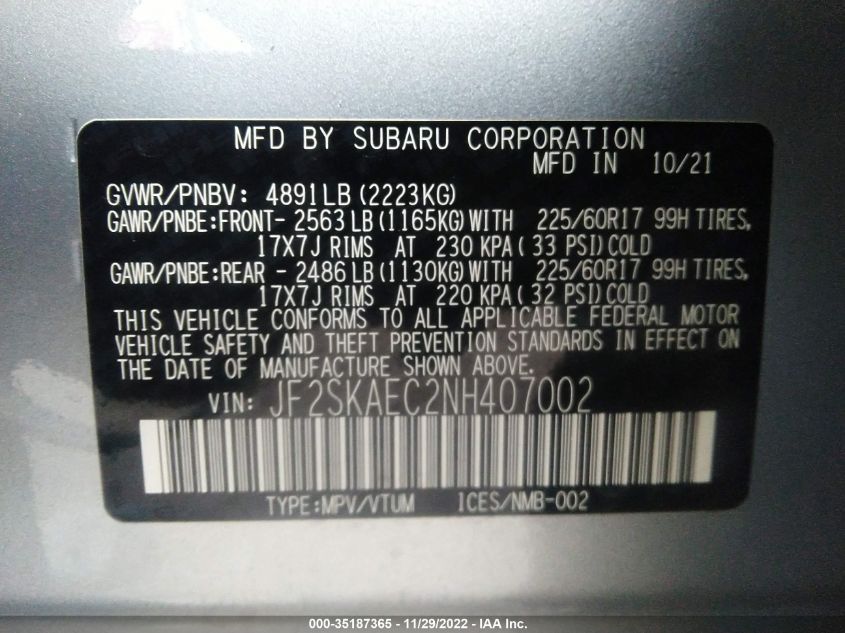 MFD BY SUBARU CORPORATION
MFD IN 10/21
GVWR/PNBV: 4891LB (2223KG)
GAWR/PNBE:FRONT- 2563 LB (1165KG) WITH 225/60R17 99H TIRES,
17X7J RIMS AT 230 KPA ( 33 PSI) COLD
GAWR/PNBE:REAR - 2486 LB (1130KG) WITH 225/60R17 99H TIRES,
17X7J RIMS AT 220 KPA ( 32 PSI) COLD
THIS VEHICLE CONFORMS TO ALL APPLICABLE FEDERAL MOTOR
VEHICLE SAFETY AND THEFT PREVENTION STANDARDS IN EFFECT ON
THE DATE OF MANUFACTURE SHOWN ABOVE.
VIN: JF2SKAEC2NH407002
TYPE:MPV/VTUM ICES/NMB-002
000-35187365 - 11/29/2022 - IAA Inc.